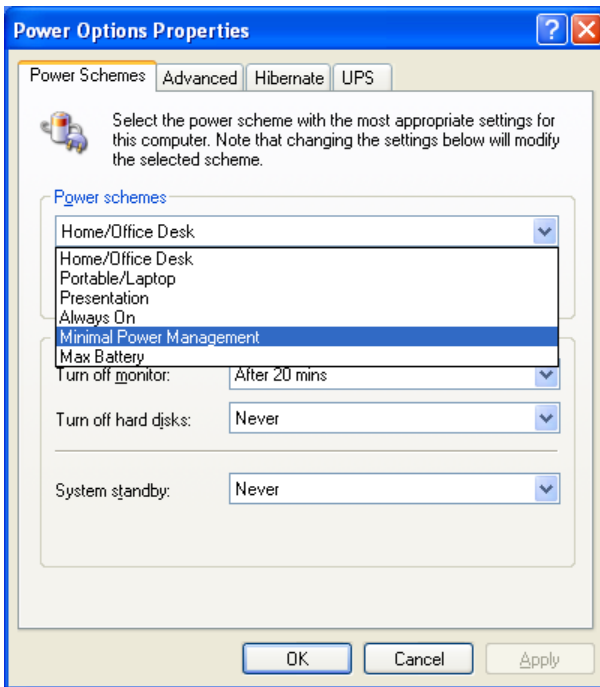 Power Options Properties
Power Schemes Advanced Hibernate UPS
Select the power scheme with the most appropriate settings for
this computer. Note that changing the settings below will modify
the selected scheme.
Power schemes
Home/Office Desk
Home/Office Desk
Portable/Laptop
Presentation
Always On
Minimal Power Management
Max Battery
Turn off monitor: After 20 mins
Turn off hard disks: Never
System standby: Never
OK Cancel Apply